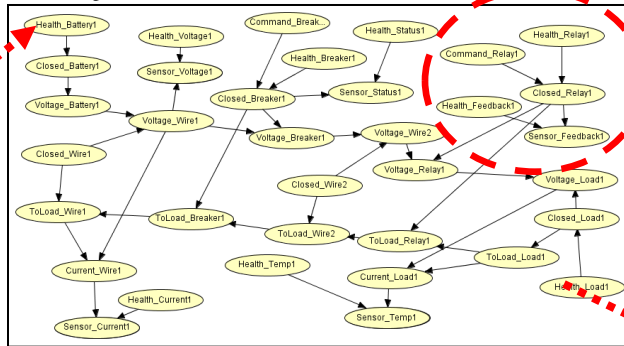 Health_Battery1
Command_Break...
Health_Status1
Health_Relay1
Health_Voltage1
Command_Relay1
Health_Breaker1
Closed_Battery1
Sensor_Voltage1
Sensor_Status1
Closed_Relay1
Closed_Breaker1
Voltage_Battery1
Health_Feedback1
Voltage_Wire1
Voltage_Breaker1
Voltage_Wire2
Sensor_Feedback1
Closed_Wire1
Voltage_Relay1
Voltage_Load1
Closed_Wire2
ToLoad_Wire1
ToLoad_Breaker1
Closed_Load1
ToLoad_Wire2
ToLoad_Relay1
ToLoad_Load1
Current_Wire1
Health_Temp1
Current_Load1
Health_Load1
Health_Current1
Sensor_Current1
Sensor_Temp1